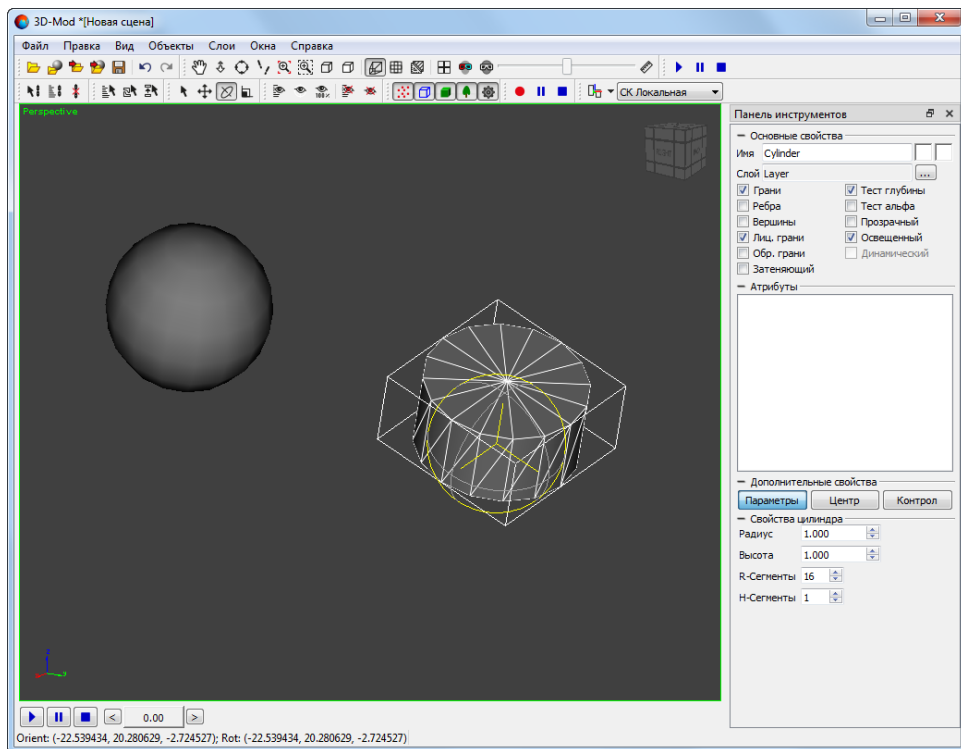 3D-Mod *[Новая сцена]
Файл Правка Вид Объекты Слои Окна Справка
100%
СК Локальная
Perspective
Панель инструментов
Основные свойства
Имя Cylinder
Слой Layer ...
Грани Тест глубины
Ребра Тест альфа
Вершины Прозрачный
Лиц. грани Освещенный
Обр. грани Динамический
Затеняющий
Атрибуты
Дополнительные свойства
Параметры Центр Контрол
Свойства цилиндра
Радиус 1.000
Высота 1.000
R-Сегменты 16
H-Сегменты 1
z
y
< 0.00 >
Orient: (-22.539434, 20.280629, -2.724527); Rot: (-22.539434, 20.280629, -2.724527)